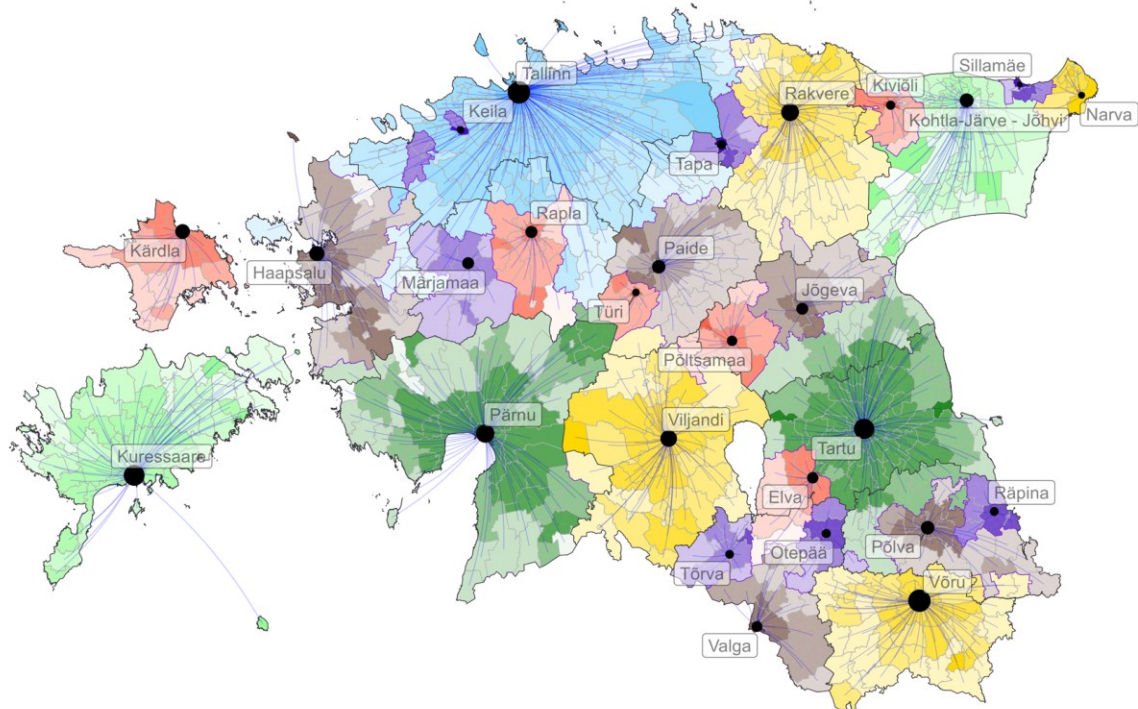 Tallinn
Sillamäe
Kiviõli
Rakvere
Narva
Keila
Kohtla-Järve - Jõhvi
Tapa
Rapla
Kärdla
Paide
Haapsalu
Märjamaa
Jõgeva
Türi
Põltsamaa
Pärnu
Viljandi
Tartu
Kuressaare
Elva
Räpina
Otepää
Põlva
Tõrva
Võru
Valga